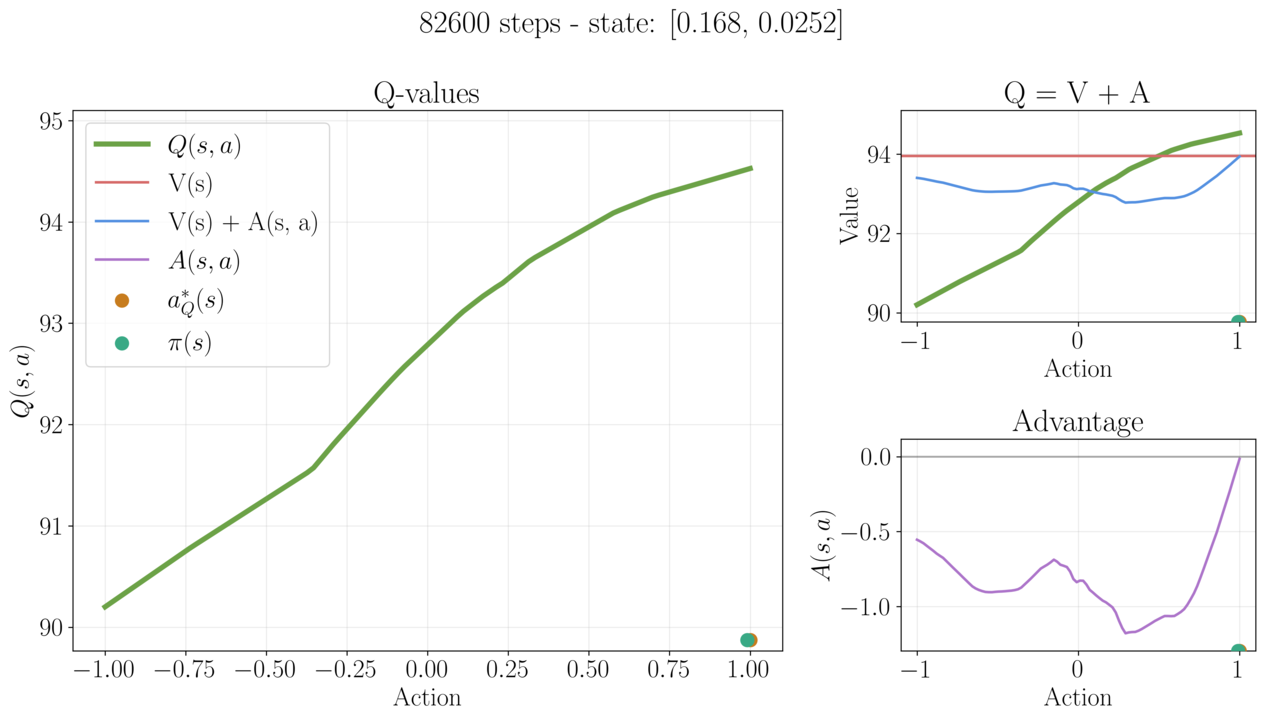 82600 steps - state: [0.168, 0.0252]
Q-values
Q(s, a)
V(s)
V(s) + A(s, a)
A(s, a)
a*Q(s)
π(s)
95
94
93
92
91
90
Q(s, a)
−1.00 −0.75 −0.50 −0.25 0.00 0.25 0.50 0.75 1.00
Action
Q = V + A
94
92
90
Value
−1 0 1
Action
Advantage
0.0
−0.5
−1.0
A(s, a)
−1 0 1
Action